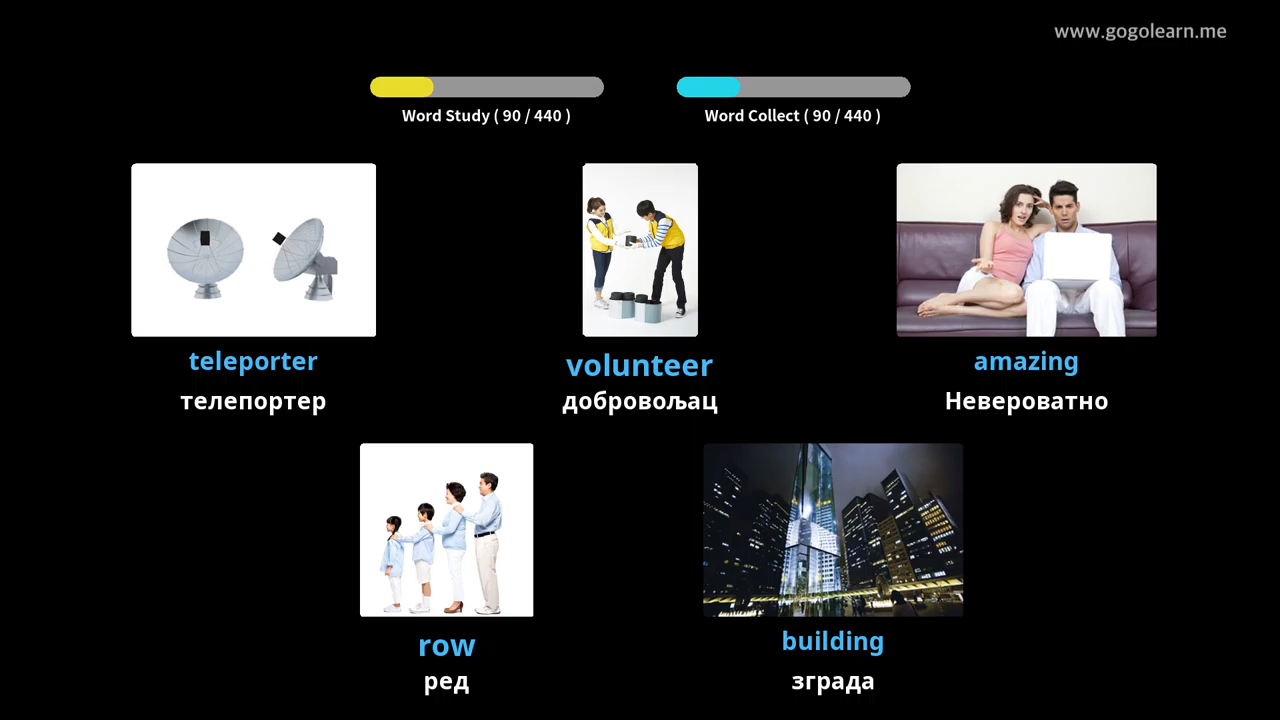 www.gogolearn.me
Word Study ( 90 / 440 )
Word Collect ( 90 / 440 )
teleporter
телепортер
volunteer
добровољац
amazing
Невероватно
row
ред
building
зграда